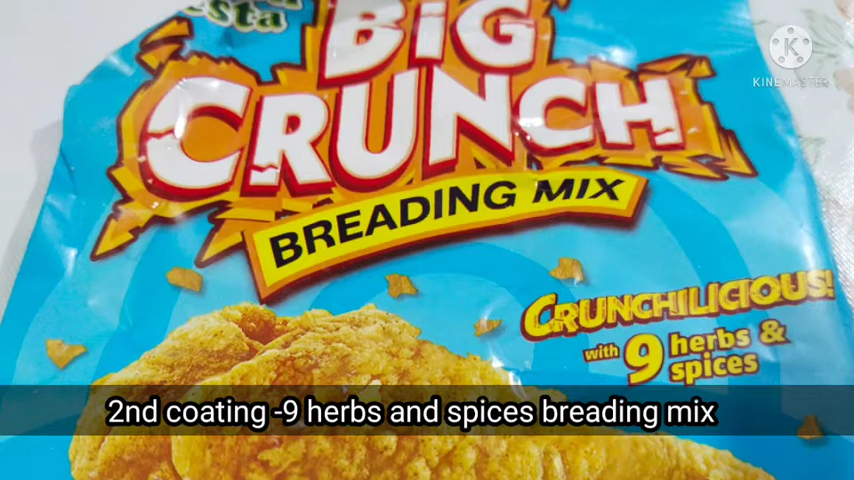 BIG
CRUNCH
BREADING MIX
CRUNCHILICIOUS!
with 9 herbs &
spices
KINEMASTER
2nd coating -9 herbs and spices breading mix